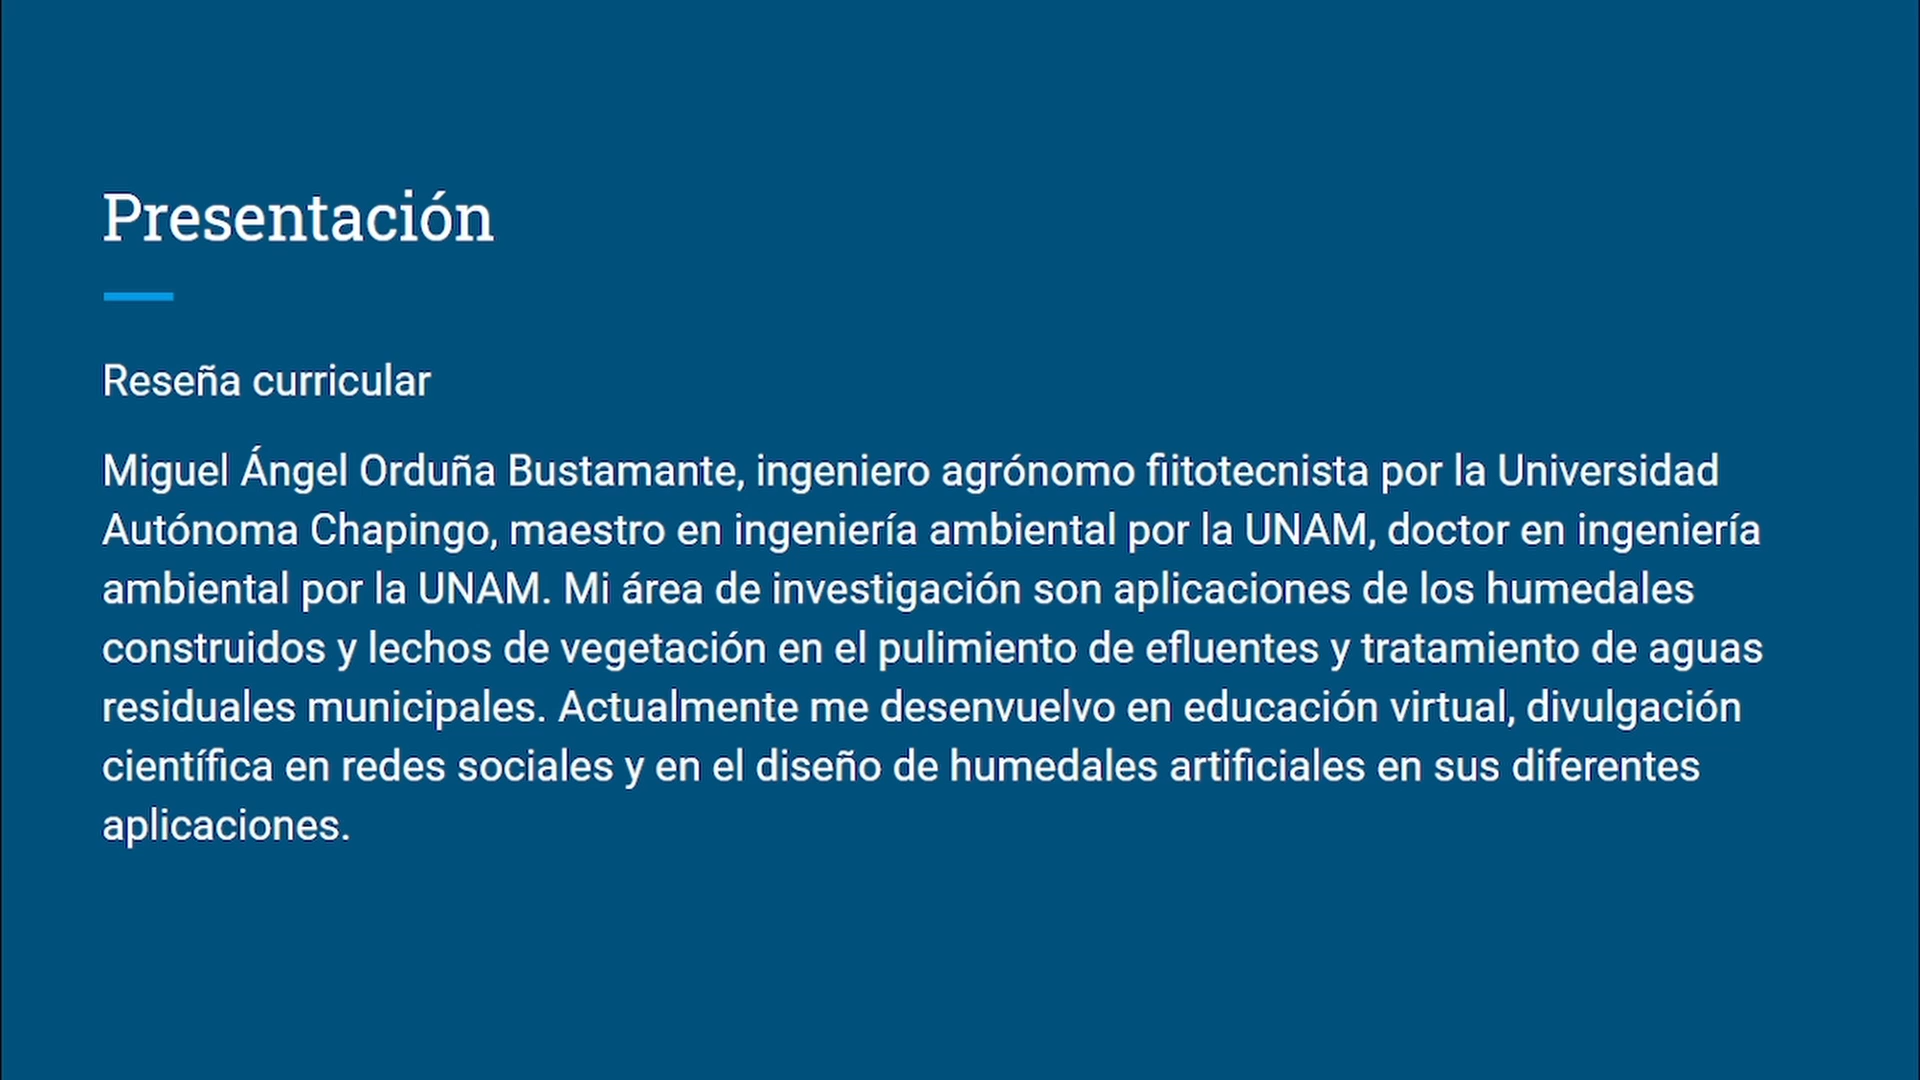 Presentación
Reseña curricular
Miguel Ángel Orduña Bustamante, ingeniero agrónomo fiitotecnista por la Universidad
Autónoma Chapingo, maestro en ingeniería ambiental por la UNAM, doctor en ingeniería
ambiental por la UNAM. Mi área de investigación son aplicaciones de los humedales
construidos y lechos de vegetación en el pulimiento de efluentes y tratamiento de aguas
residuales municipales. Actualmente me desenvuelvo en educación virtual, divulgación
científica en redes sociales y en el diseño de humedales artificiales en sus diferentes
aplicaciones.